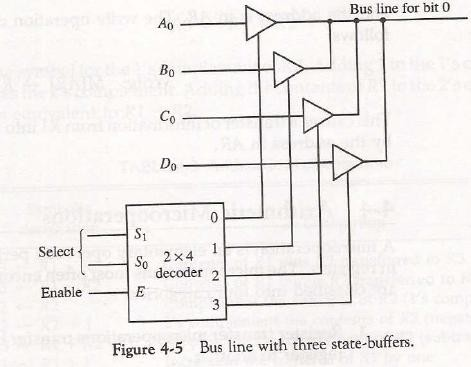 A₀
Bus line for bit 0
B₀
C₀
D₀
Select
S₁
S₀
Enable
E
2 × 4
decoder
0
1
2
3
Figure 4-5 Bus line with three state-buffers.